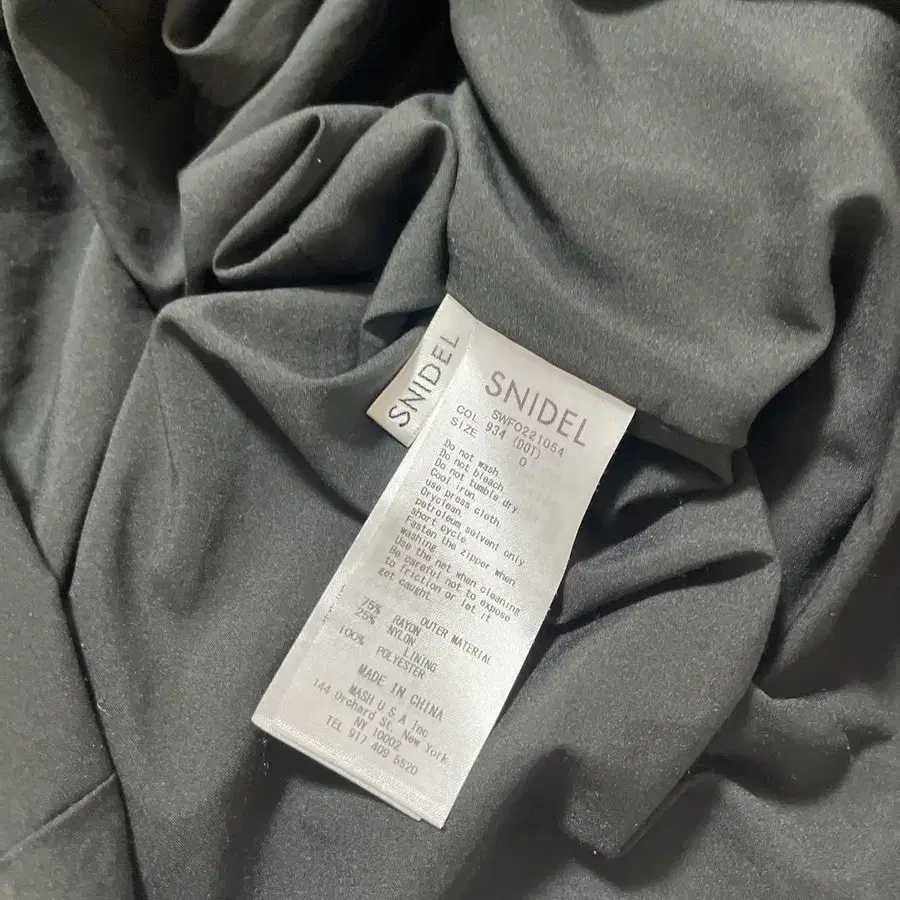 SNIDEL
SNIDEL
SWFO221054
COL 934 (DOT)
SIZE 0
Do not wash
Do not bleach
Do not tumble dry
Cool iron
use press cloth
Dryclean
petroleum solvent only.
short cycle
Fasten the zipper when
washing
Use the net when cleaning
Be careful not to expose
to friction or let it
get caught
OUTER MATERIAL
75% RAYON
25% NYLON
LINING
100% POLYESTER
MADE IN CHINA
MASH U.S.A Inc
144 Orchard St. New York
NY 10002
TEL 917 409 5520